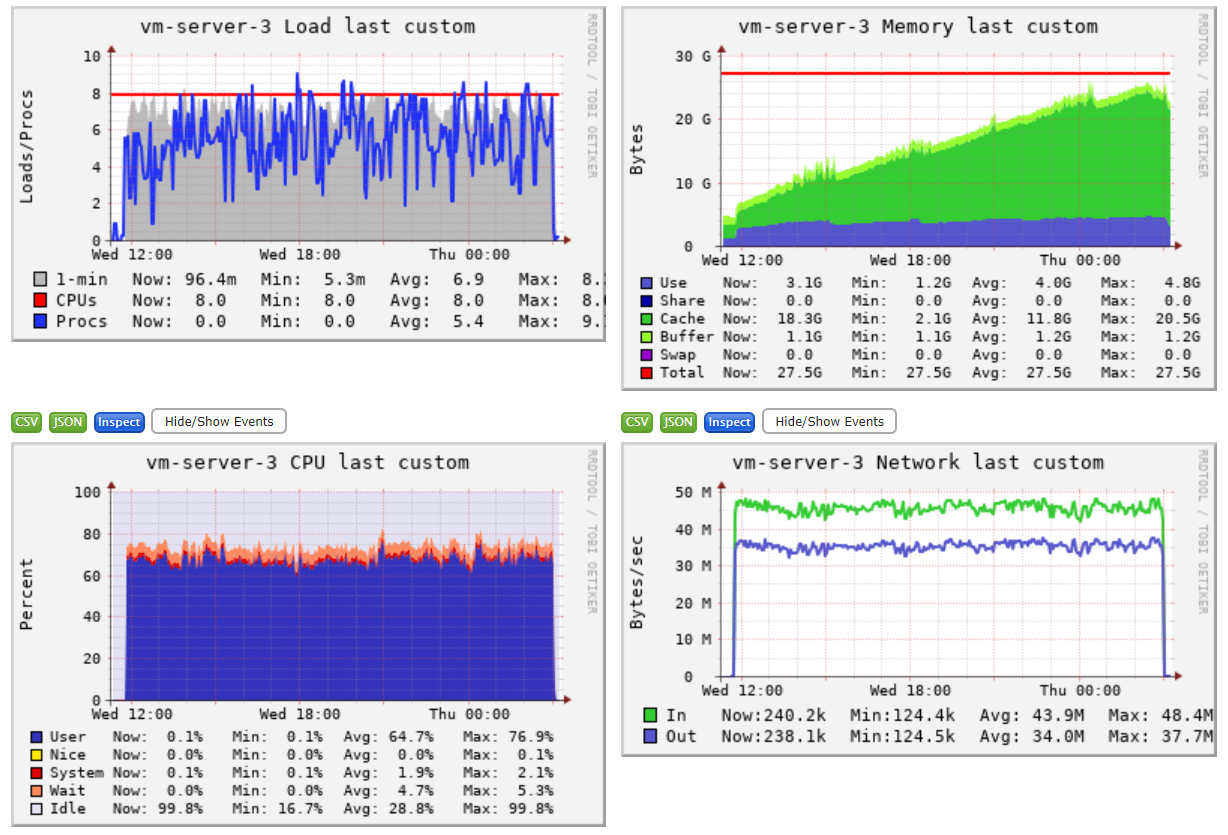 vm-server-3 Load last custom
RRDTOOL / TOBI OETIKER
Loads/Procs
10
8
6
4
2
0
Wed 12:00 Wed 18:00 Thu 00:00
1-min Now: 96.4m Min: 5.3m Avg: 6.9 Max: 8.
CPUs Now: 8.0 Min: 8.0 Avg: 8.0 Max: 8.
Procs Now: 0.0 Min: 0.0 Avg: 5.4 Max: 9.
vm-server-3 Memory last custom
RRDTOOL / TOBI OETIKER
Bytes
30 G
20 G
10 G
0
Wed 12:00 Wed 18:00 Thu 00:00
Use Now: 3.1G Min: 1.2G Avg: 4.0G Max: 4.8G
Share Now: 0.0 Min: 0.0 Avg: 0.0 Max: 0.0
Cache Now: 18.3G Min: 2.1G Avg: 11.8G Max: 20.5G
Buffer Now: 1.1G Min: 1.1G Avg: 1.2G Max: 1.2G
Swap Now: 0.0 Min: 0.0 Avg: 0.0 Max: 0.0
Total Now: 27.5G Min: 27.5G Avg: 27.5G Max: 27.5G
CSV JSON Inspect Hide/Show Events
CSV JSON Inspect Hide/Show Events
vm-server-3 CPU last custom
RRDTOOL / TOBI OETIKER
Percent
100
80
60
40
20
0
Wed 12:00 Wed 18:00 Thu 00:00
User Now: 0.1% Min: 0.1% Avg: 64.7% Max: 76.9%
Nice Now: 0.0% Min: 0.0% Avg: 0.0% Max: 0.1%
System Now: 0.1% Min: 0.1% Avg: 1.9% Max: 2.1%
Wait Now: 0.0% Min: 0.0% Avg: 4.7% Max: 5.3%
Idle Now: 99.8% Min: 16.7% Avg: 28.8% Max: 99.8%
vm-server-3 Network last custom
RRDTOOL / TOBI OETIKER
Bytes/sec
50 M
40 M
30 M
20 M
10 M
0
Wed 12:00 Wed 18:00 Thu 00:00
In Now:240.2k Min:124.4k Avg: 43.9M Max: 48.4M
Out Now:238.1k Min:124.5k Avg: 34.0M Max: 37.7M